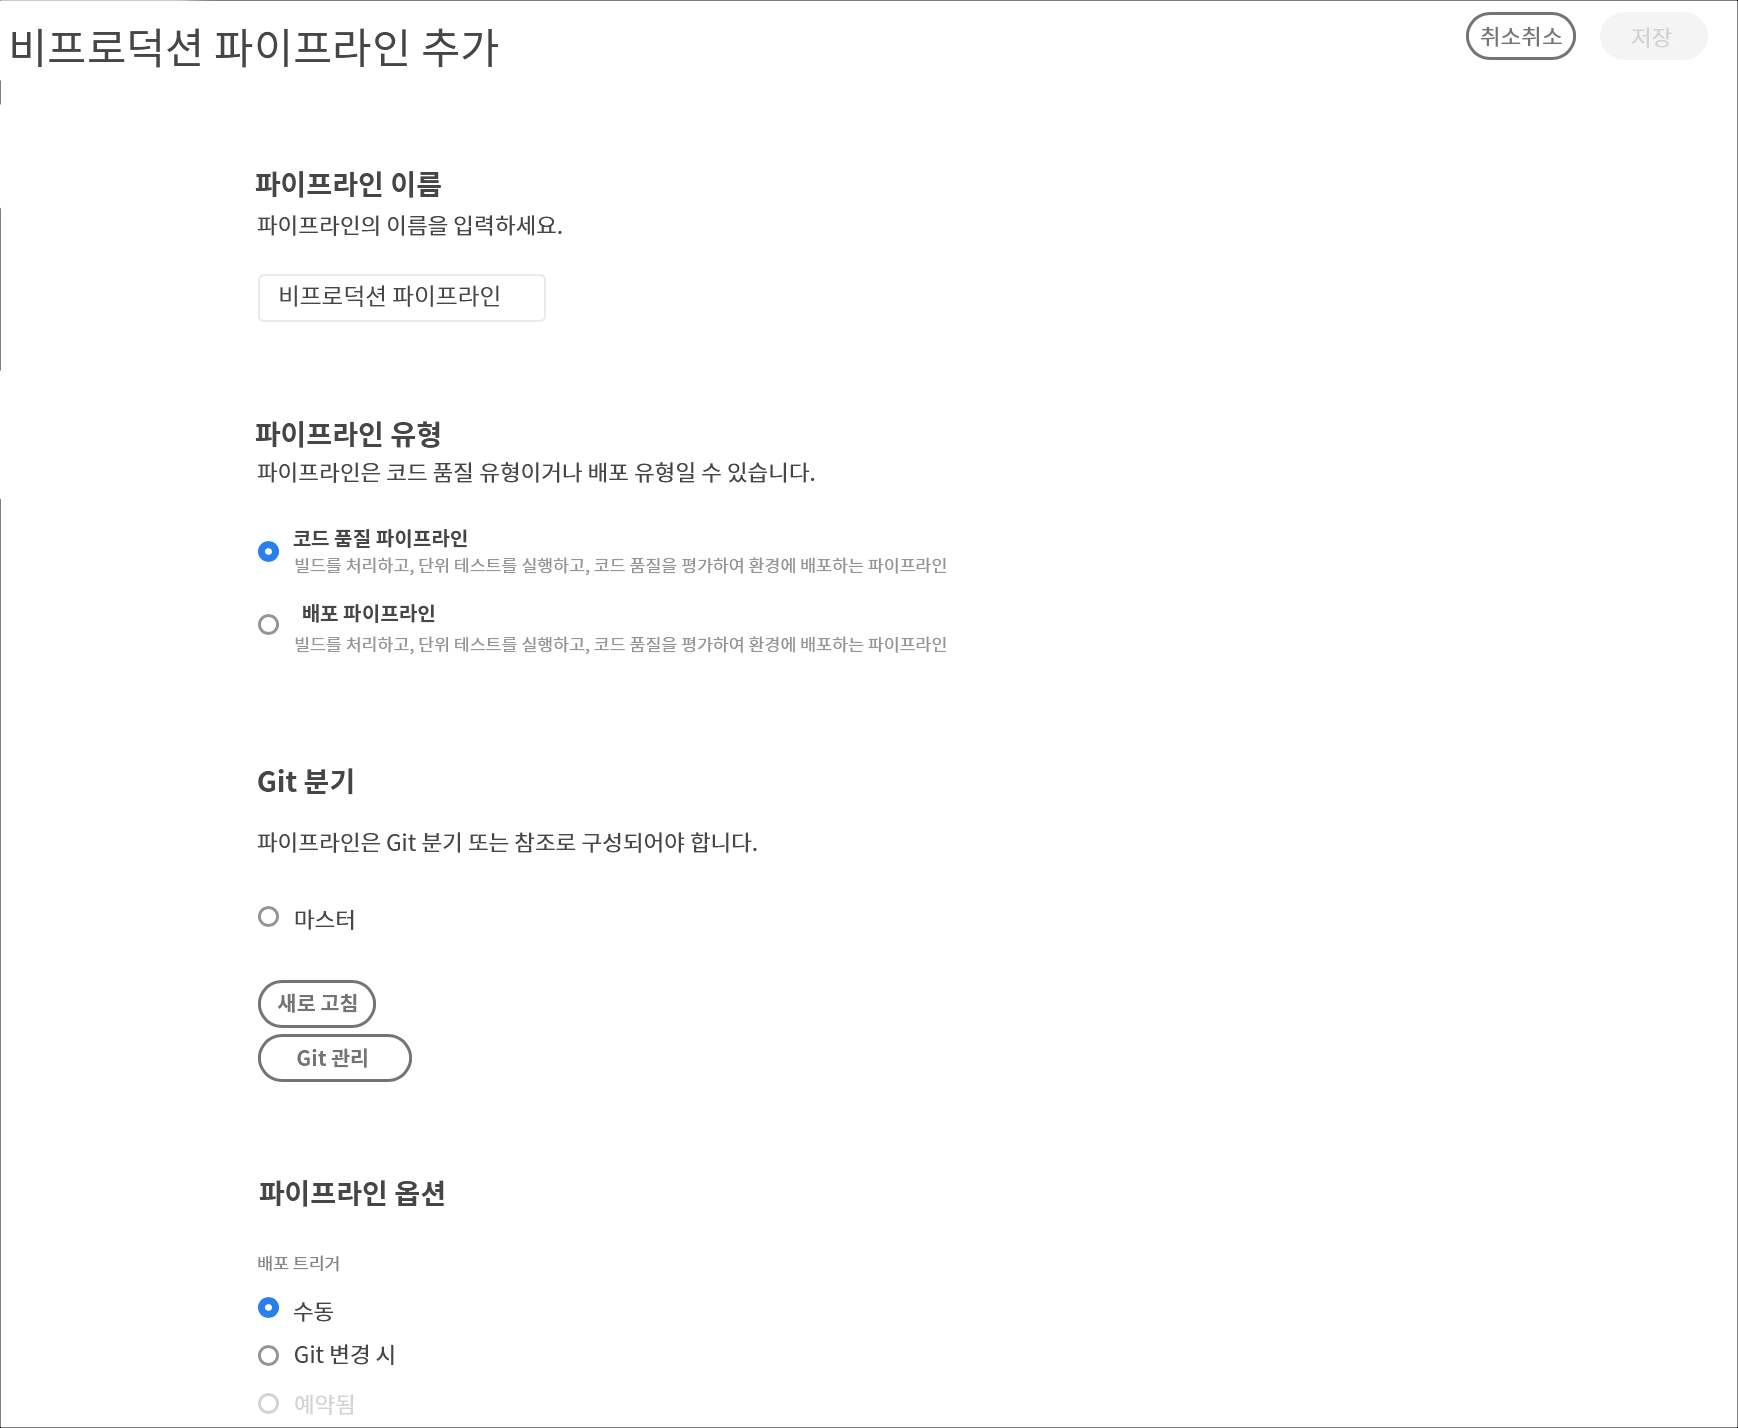 비프로덕션 파이프라인 추가
취소취소
저장
파이프라인 이름
파이프라인의 이름을 입력하세요.
비프로덕션 파이프라인
파이프라인 유형
파이프라인은 코드 품질 유형이거나 배포 유형일 수 있습니다.
코드 품질 파이프라인
빌드를 처리하고, 단위 테스트를 실행하고, 코드 품질을 평가하여 환경에 배포하는 파이프라인
배포 파이프라인
빌드를 처리하고, 단위 테스트를 실행하고, 코드 품질을 평가하여 환경에 배포하는 파이프라인
Git 분기
파이프라인은 Git 분기 또는 참조로 구성되어야 합니다.
마스터
새로 고침
Git 관리
파이프라인 옵션
배포 트리거
수동
Git 변경 시
예약됨